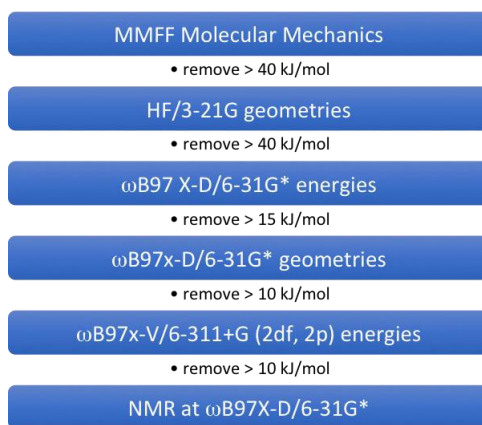 MMFF Molecular Mechanics
• remove > 40 kJ/mol
HF/3-21G geometries
• remove > 40 kJ/mol
ωB97 X-D/6-31G* energies
• remove > 15 kJ/mol
ωB97x-D/6-31G* geometries
• remove > 10 kJ/mol
ωB97x-V/6-311+G (2df, 2p) energies
• remove > 10 kJ/mol
NMR at ωB97X-D/6-31G*